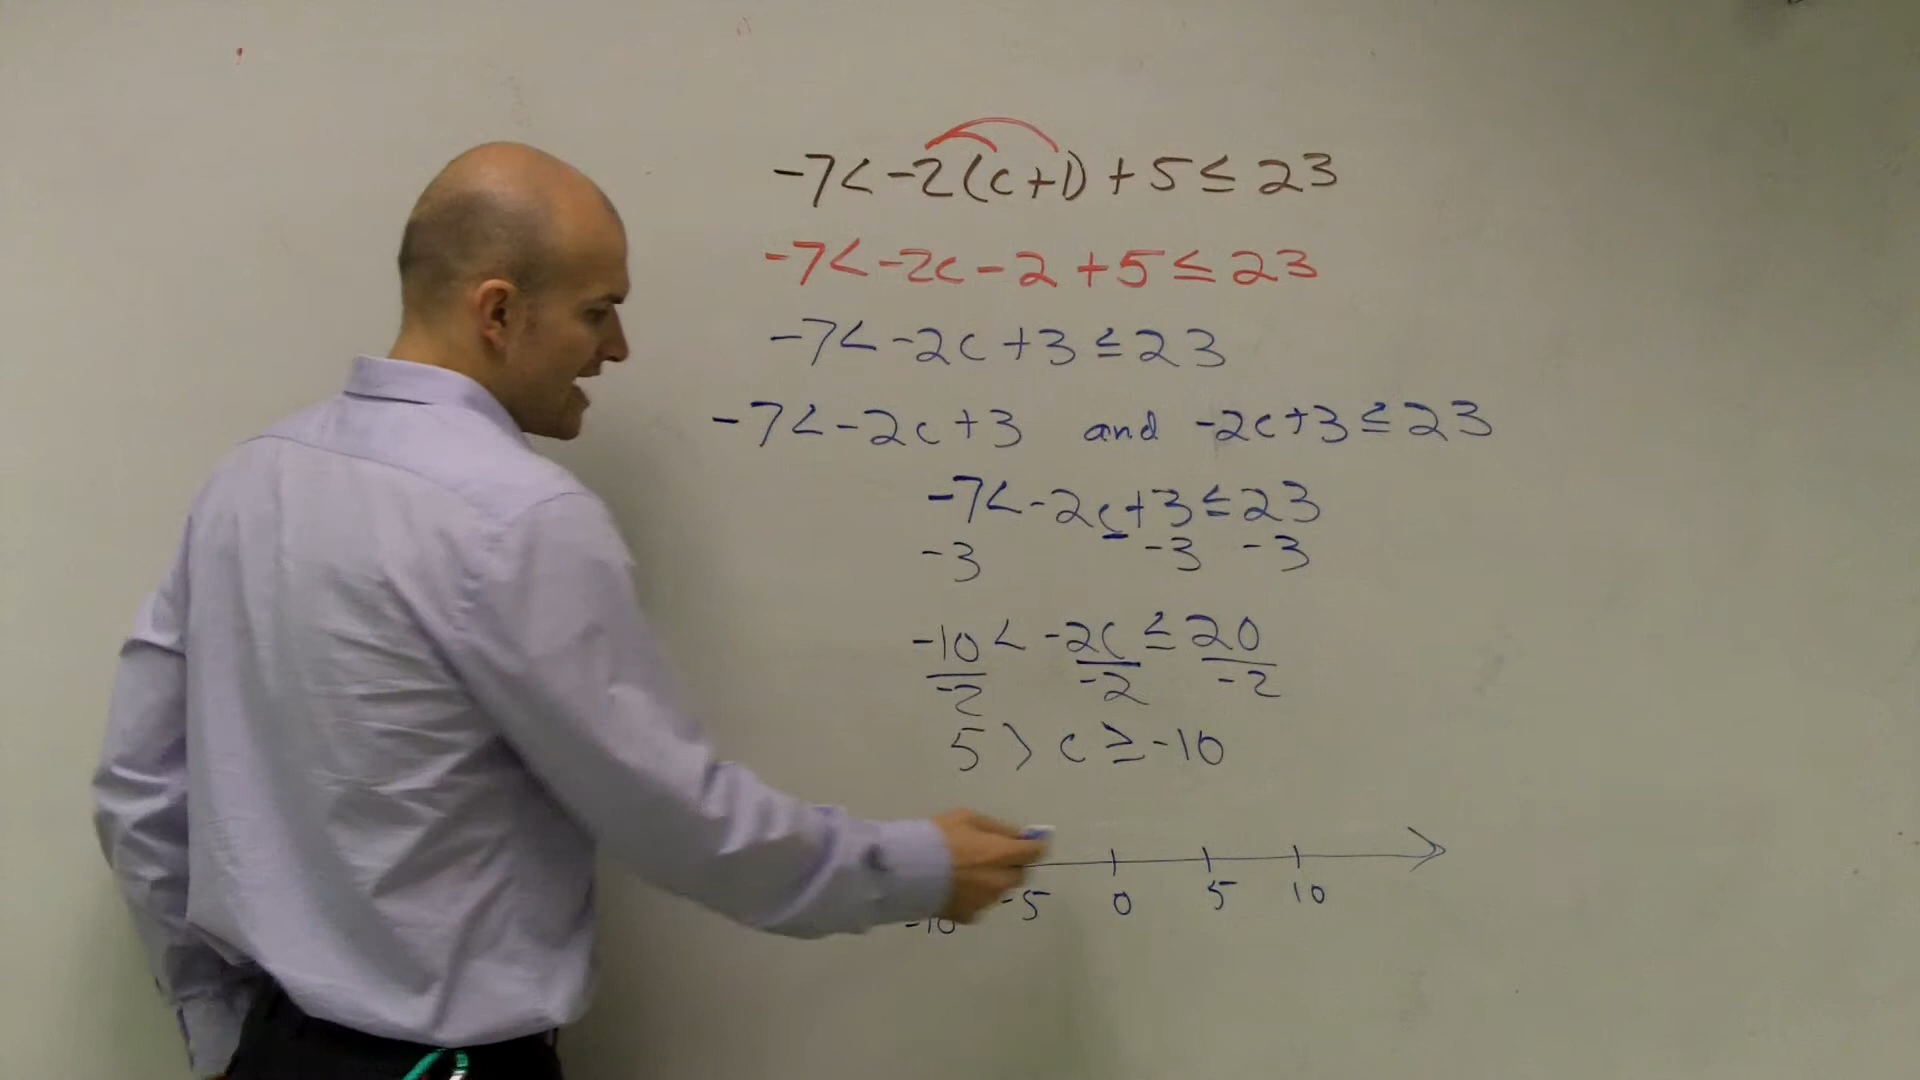 -7 < -2(c+1) + 5 ≤ 23
-7 < -2c - 2 + 5 ≤ 23
-7 < -2c + 3 ≤ 23
-7 < -2c + 3 and -2c + 3 ≤ 23
-7 < -2c + 3 ≤ 23
-3 -3 -3
-10 < -2c ≤ 20
-2 -2 -2
5 > c ≥ -10
-10 -5 0 5 10